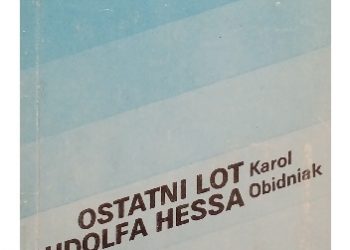 OSTATNI LOT
UDOLFA HESSA
Karol
Obidniak